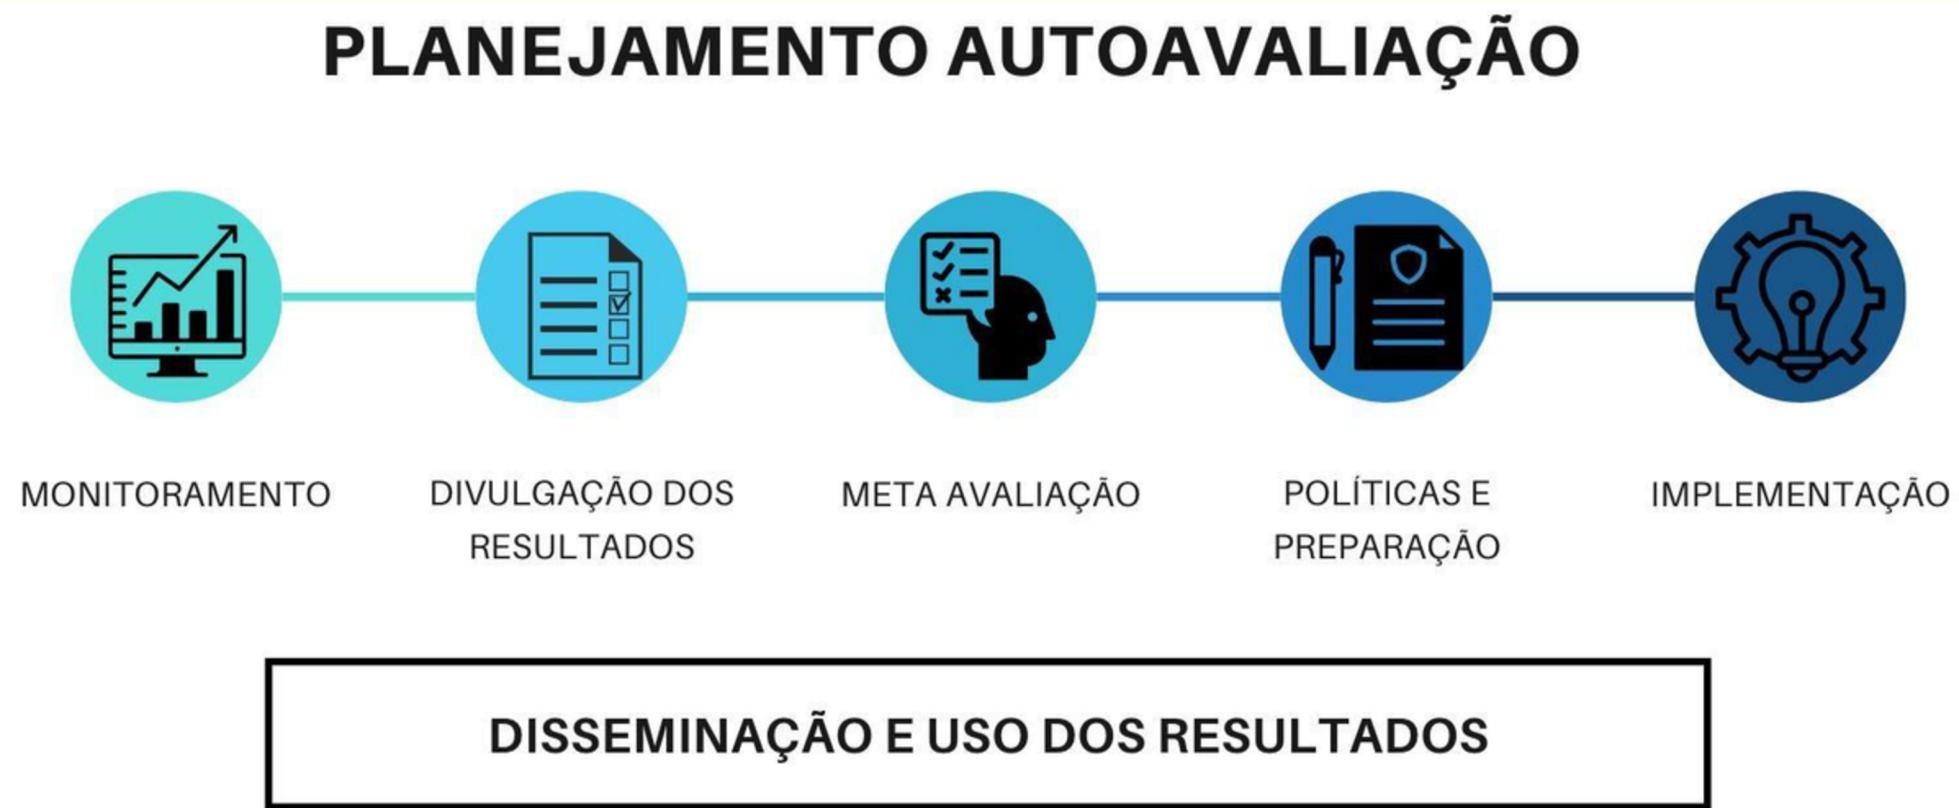 PLANEJAMENTO AUTOAVALIAÇÃO
MONITORAMENTO
DIVULGAÇÃO DOS
RESULTADOS
META AVALIAÇÃO
POLÍTICAS E
PREPARAÇÃO
IMPLEMENTAÇÃO
DISSEMINAÇÃO E USO DOS RESULTADOS